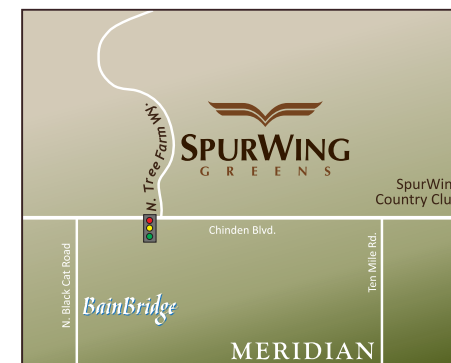 N. Tree Farm Wy.
SPURWING
GREENS
SpurWin
Country Clu
Chinden Blvd.
N. Black Cat Road
Ten Mile Rd.
BainBridge
MERIDIAN